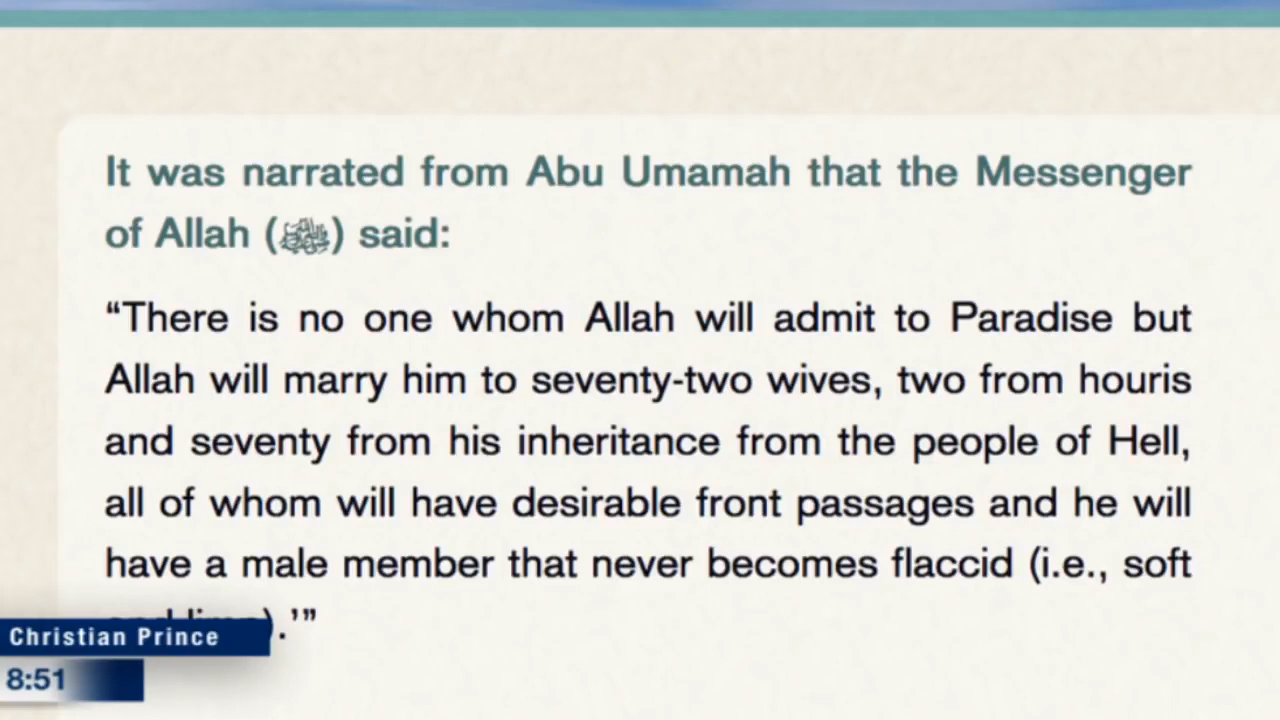 It was narrated from Abu Umamah that the Messenger
of Allah (ﷺ) said:
“There is no one whom Allah will admit to Paradise but
Allah will marry him to seventy-two wives, two from houris
and seventy from his inheritance from the people of Hell,
all of whom will have desirable front passages and he will
have a male member that never becomes flaccid (i.e., soft
).’”
Christian Prince
8:51